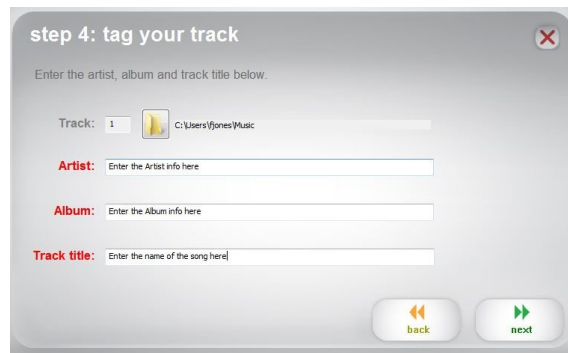 step 4: tag your track
Enter the artist, album and track title below.
Track: 1 C:\Users\fjones\Music
Artist: Enter the Artist info here
Album: Enter the Album info here
Track title: Enter the name of the song here
back next